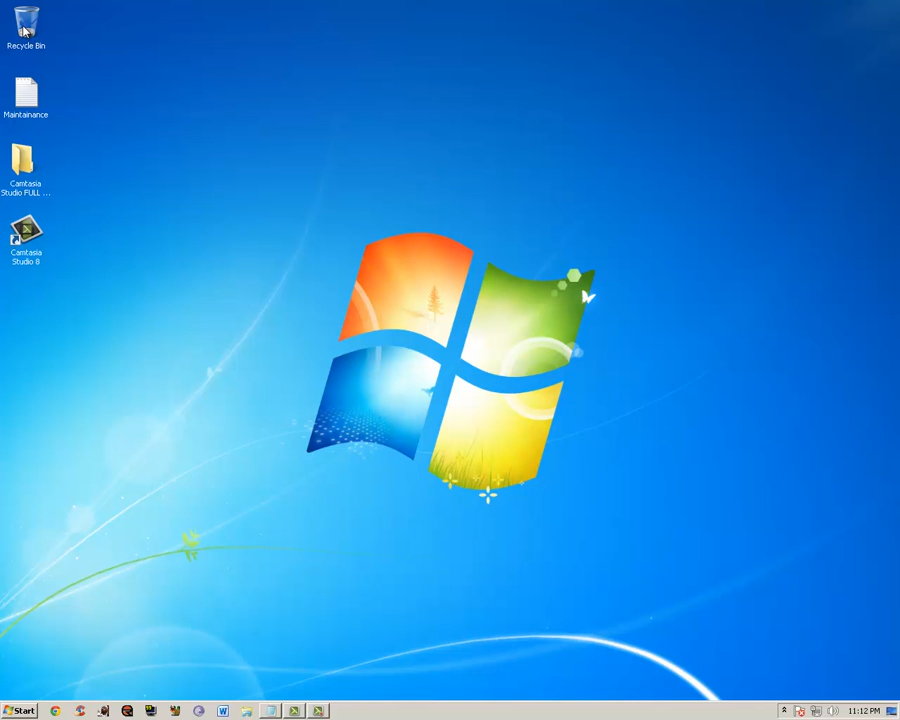 Recycle Bin
Maintainance
Camtasia
Studio FULL ...
Camtasia
Studio 8
Start
W
11:12 PM